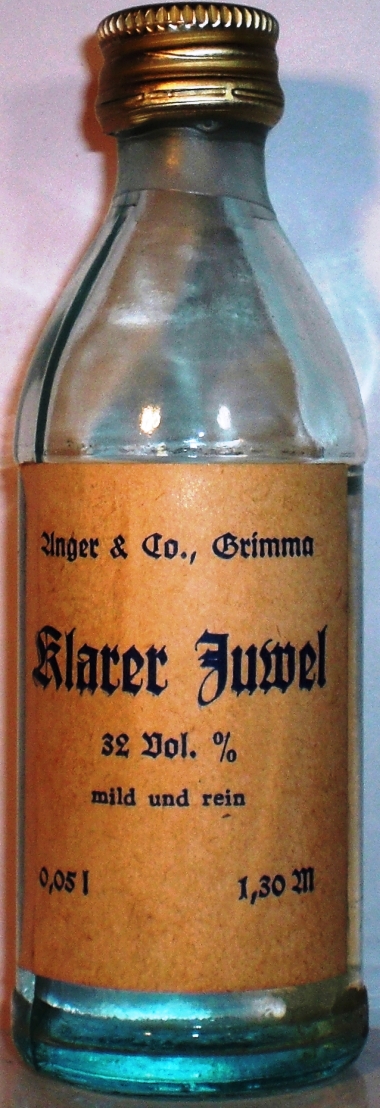 Anger & Co., Grimma
Klarer Juwel
32 Vol. %
mild und rein
0,05 l 1,30 M